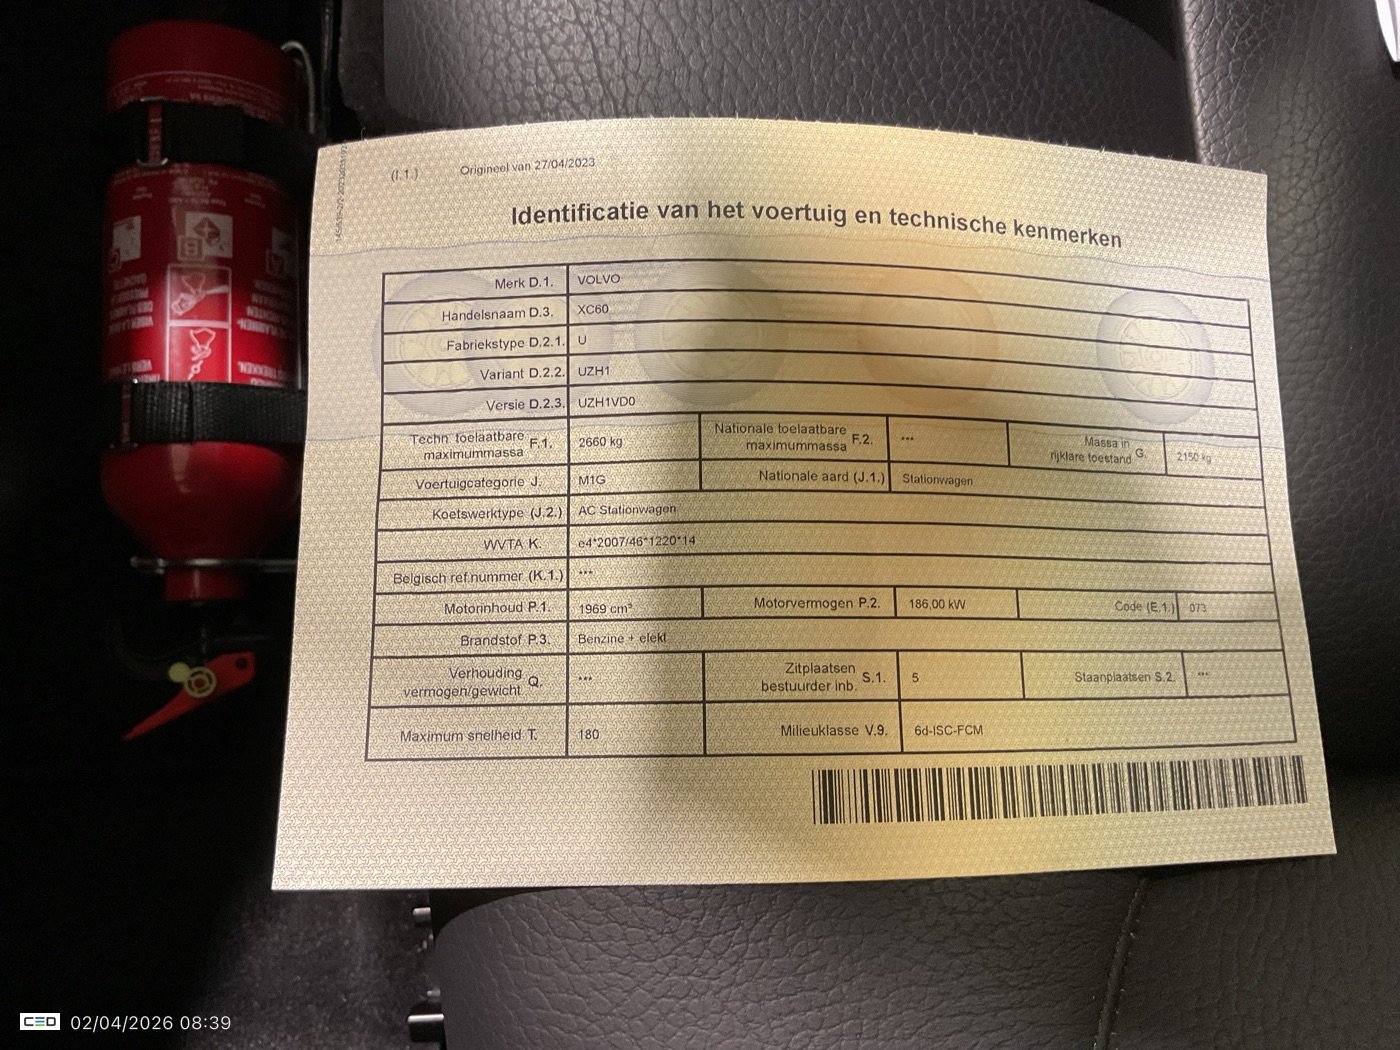 (I.1.) Origineel van 27/04/2023
Identificatie van het voertuig en technische kenmerken
Merk D.1. VOLVO
Handelsnaam D.3. XC60
Fabriekstype D.2.1. U
Variant D.2.2. UZH1
Versie D.2.3. UZH1VD0
Techn. toelaatbare maximummassa F.1. 2660 kg Nationale toelaatbare maximummassa F.2. *** Massa in rijklare toestand G. 2150 kg
Voertuigcategorie J. M1G Nationale aard (J.1.) Stationwagen
Koetswerktype (J.2.) AC Stationwagen
WVTA K. e4*2007/46*1220*14
Belgisch ref.nummer (K.1.) ***
Motorinhoud P.1. 1969 cm³ Motorvermogen P.2. 186,00 kW Code (E.1.) 073
Brandstof P.3. Benzine + elekt
Verhouding vermogen/gewicht Q. *** Zitplaatsen bestuurder inb. S.1. 5 Staanplaatsen S.2. ***
Maximum snelheid T. 180 Milieuklasse V.9. 6d-ISC-FCM
CED 02/04/2026 08:39